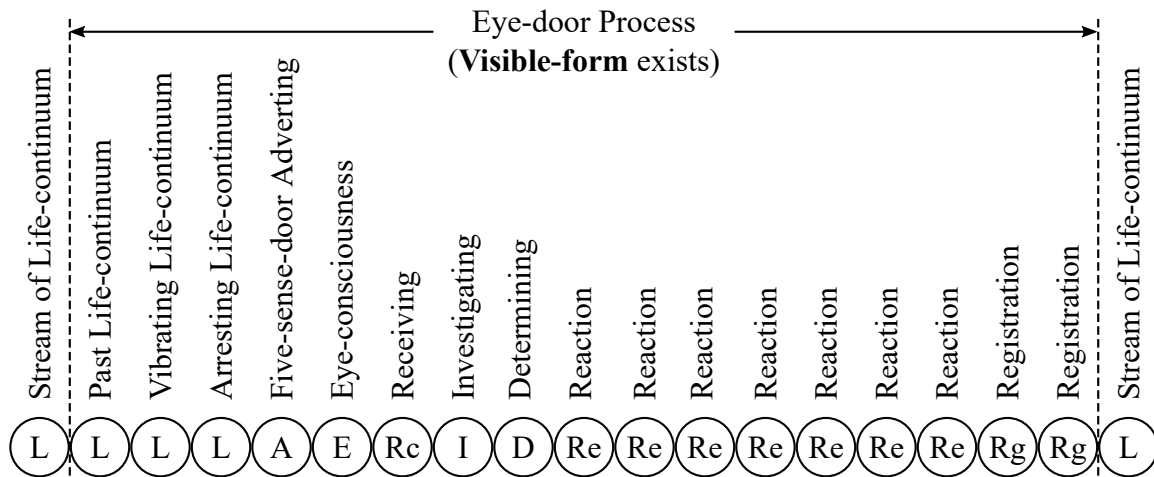 Eye-door Process
(Visible-form exists)
Stream of Life-continuum
Past Life-continuum
Vibrating Life-continuum
Arresting Life-continuum
Five-sense-door Adverting
Eye-consciousness
Receiving
Investigating
Determining
Reaction
Reaction
Reaction
Reaction
Reaction
Reaction
Reaction
Registration
Registration
Stream of Life-continuum
L L L L A E Rc I D Re Re Re Re Re Re Re Rg Rg L